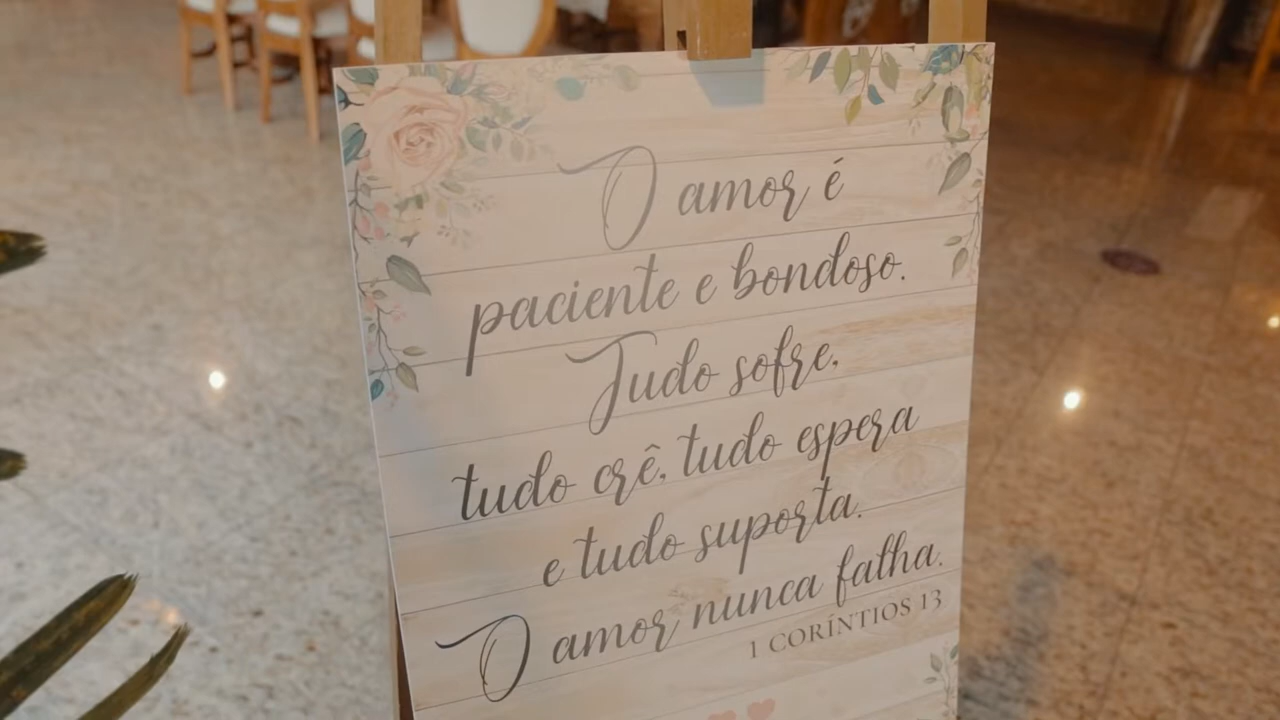 O amor é
paciente e bondoso.
Tudo sofre,
tudo crê, tudo espera
e tudo suporta.
O amor nunca falha.
1 CORÍNTIOS 13